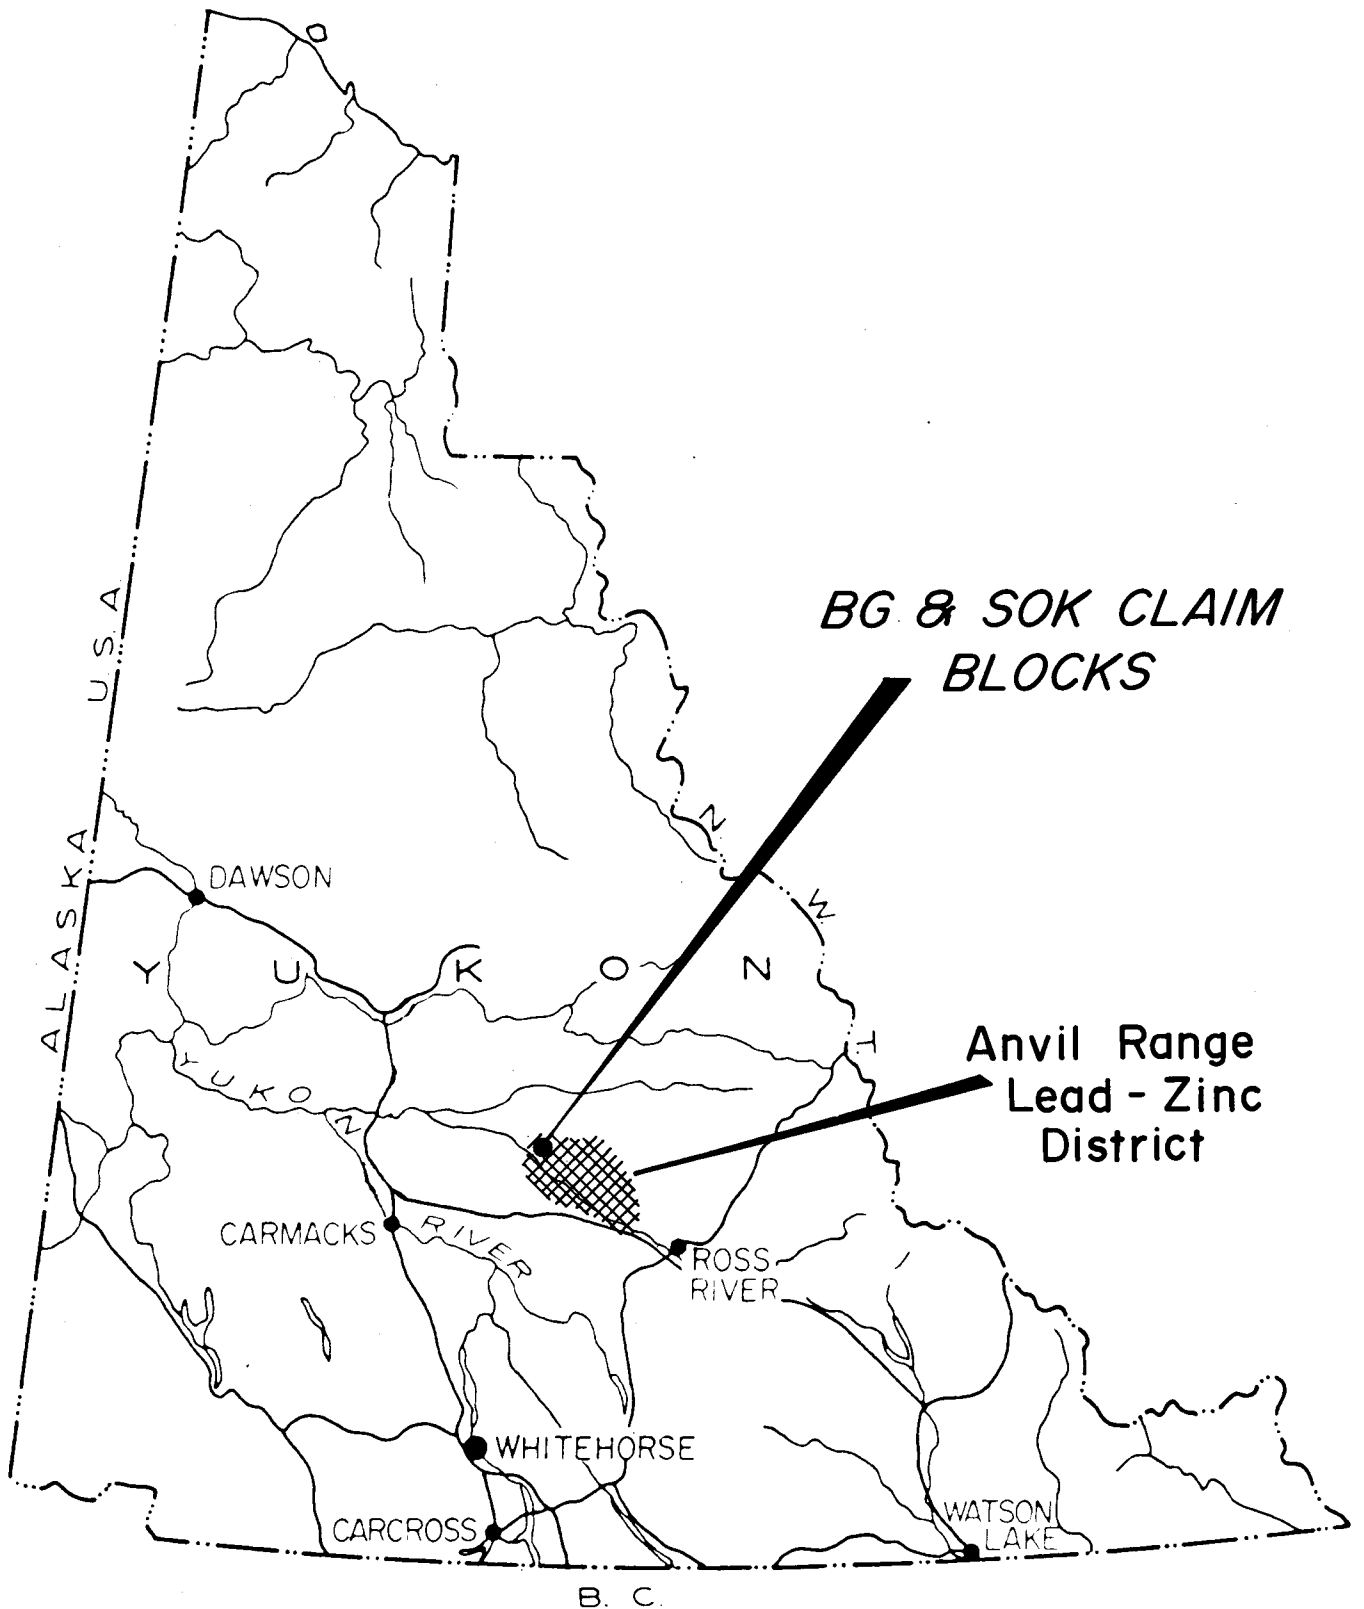 U.S.A.
BG & SOK CLAIM
BLOCKS
ALASKA
DAWSON
YUKON
N.W.T.
Anvil Range
Lead - Zinc
District
YUKON
RIVER
CARMACKS
ROSS
RIVER
WHITEHORSE
CARCROSS
WATSON
LAKE
B. C.